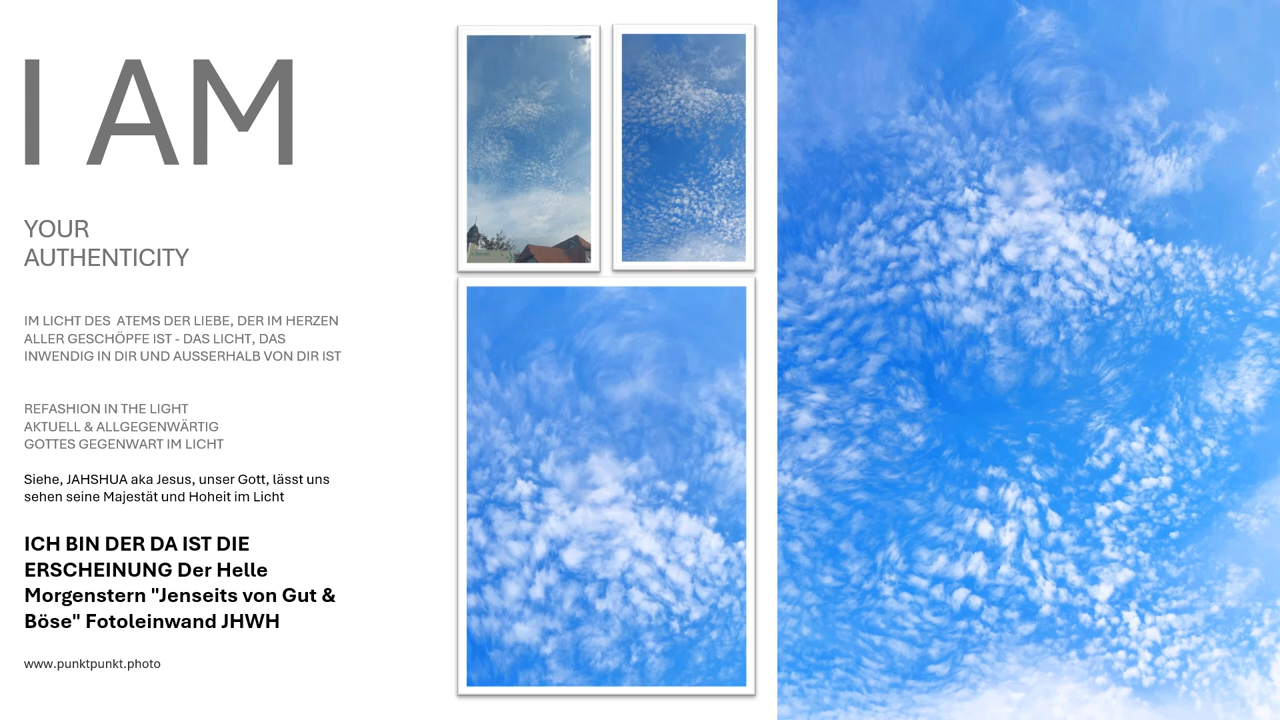 I AM
YOUR
AUTHENTICITY
IM LICHT DES  ATEMS DER LIEBE, DER IM HERZEN
ALLER GESCHÖPFE IST - DAS LICHT, DAS
INWENDIG IN DIR UND AUSSERHALB VON DIR IST
REFASHION IN THE LIGHT
AKTUELL & ALLGEGENWÄRTIG
GOTTES GEGENWART IM LICHT
Siehe, JAHSHUA aka Jesus, unser Gott, lässt uns
sehen seine Majestät und Hoheit im Licht
ICH BIN DER DA IST DIE
ERSCHEINUNG Der Helle
Morgenstern "Jenseits von Gut &
Böse" Fotoleinwand JHWH
www.punktpunkt.photo